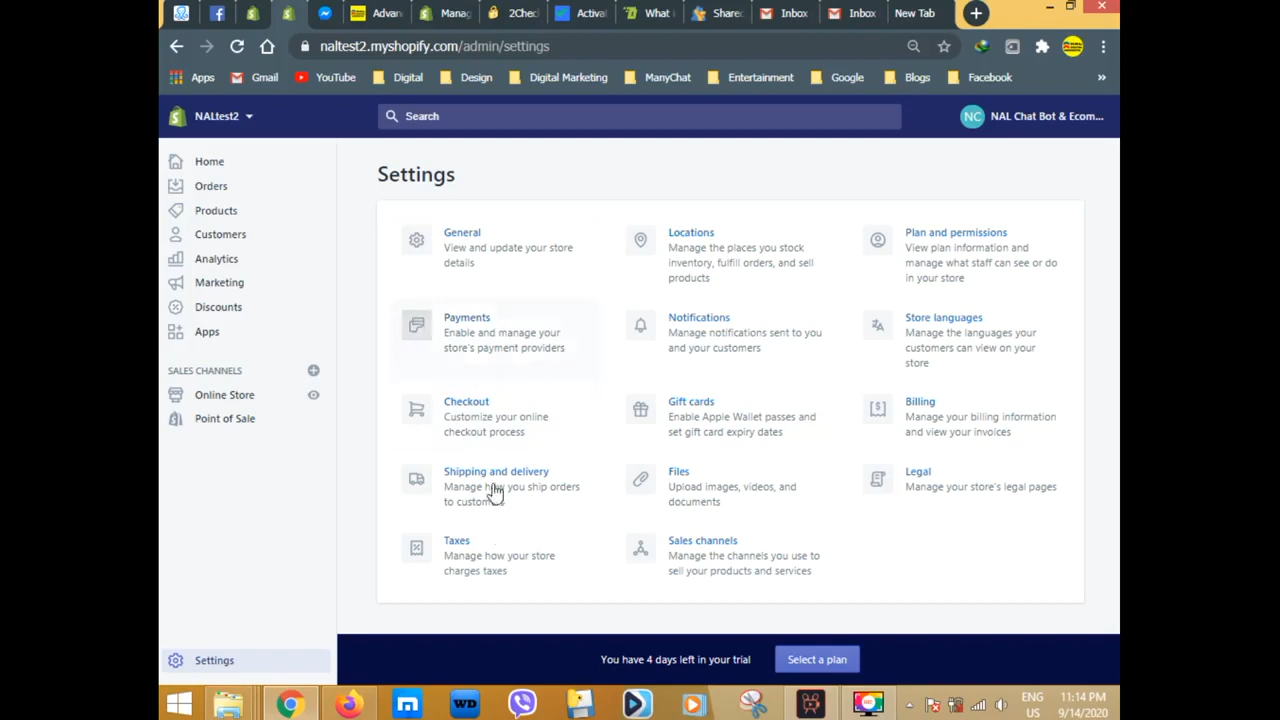 Advan
Manag
2Chec
Activat
What i
Sharec
Inbox
Inbox
New Tab
naltest2.myshopify.com/admin/settings
Apps
Gmail
YouTube
Digital
Design
Digital Marketing
ManyChat
Entertainment
Google
Blogs
Facebook
»
NALtest2
Search
NC
NAL Chat Bot & Ecom...
Home
Orders
Products
Customers
Analytics
Marketing
Discounts
Apps
SALES CHANNELS
Online Store
Point of Sale
Settings
Settings
General
View and update your store
details
Locations
Manage the places you stock
inventory, fulfill orders, and sell
products
Plan and permissions
View plan information and
manage what staff can see or do
in your store
Payments
Enable and manage your
store's payment providers
Notifications
Manage notifications sent to you
and your customers
Store languages
Manage the languages your
customers can view on your
store
Checkout
Customize your online
checkout process
Gift cards
Enable Apple Wallet passes and
set gift card expiry dates
Billing
Manage your billing information
and view your invoices
Shipping and delivery
Manage how you ship orders
to customers
Files
Upload images, videos, and
documents
Legal
Manage your store's legal pages
Taxes
Manage how your store
charges taxes
Sales channels
Manage the channels you use to
sell your products and services
You have 4 days left in your trial
Select a plan
WD
ENG
US
11:14 PM
9/14/2020